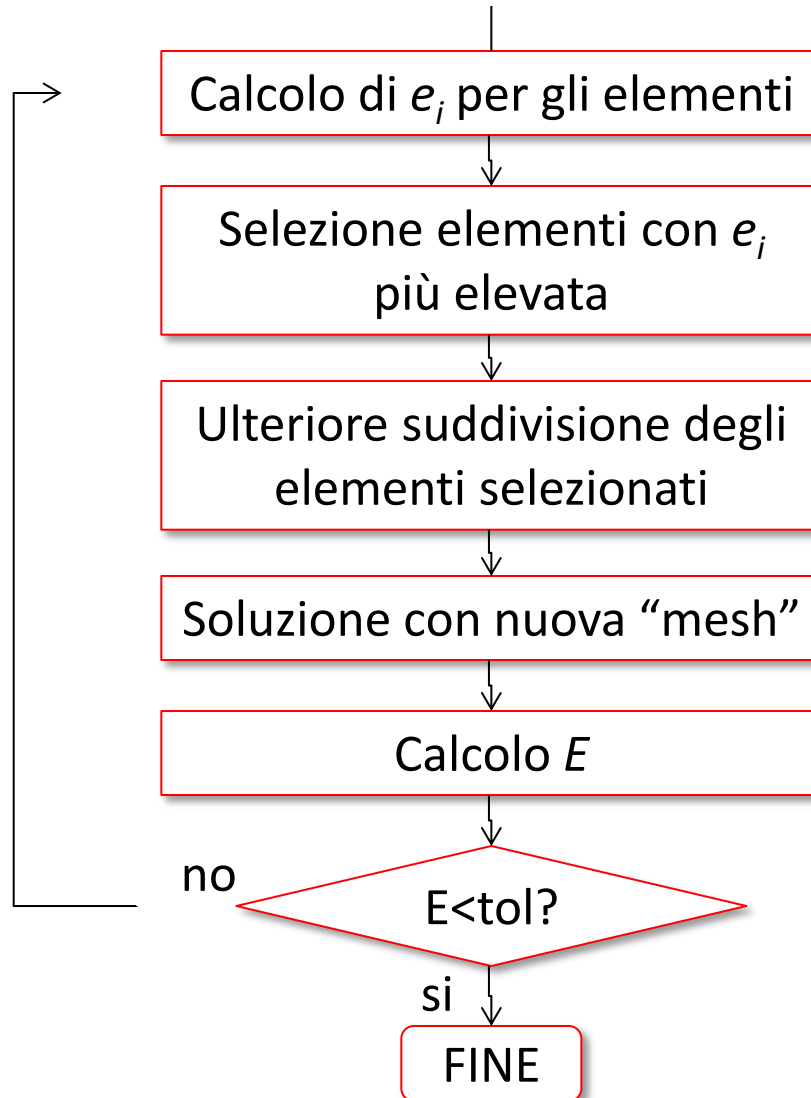 Calcolo di e_i per gli elementi
Selezione elementi con e_i
più elevata
Ulteriore suddivisione degli
elementi selezionati
Soluzione con nuova “mesh”
Calcolo E
no
E<tol?
si
FINE